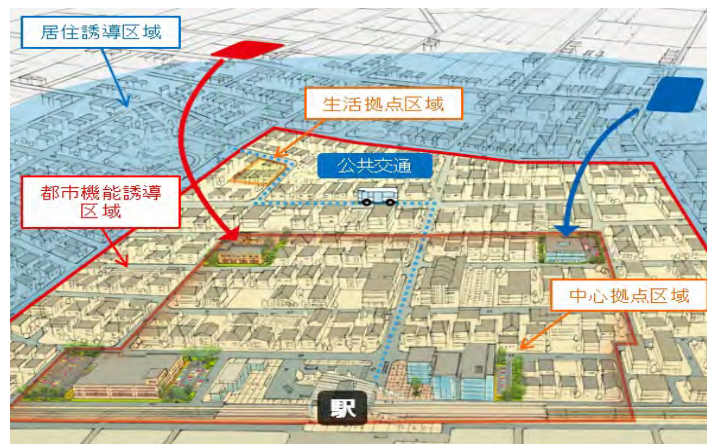 居住誘導区域
生活拠点区域
公共交通
都市機能誘導
区域
中心拠点区域
駅